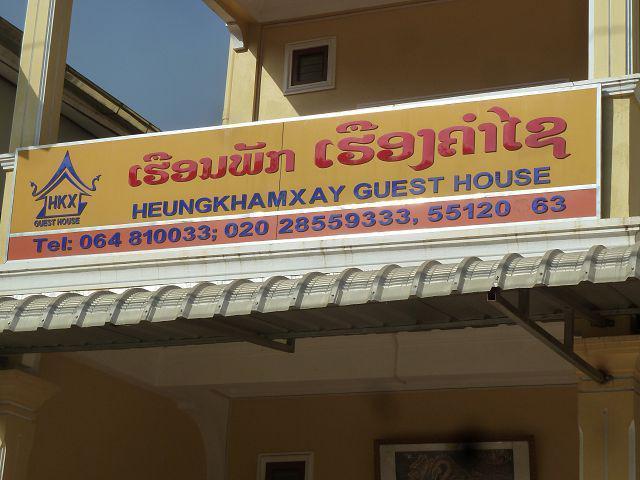 ເຮືອນພັກ ເຮືອງຄຳໄຊ
HKX
GUEST HOUSE
HEUNGKHAMXAY GUEST HOUSE
Tel: 064 810033; 020 28559333, 55120 63